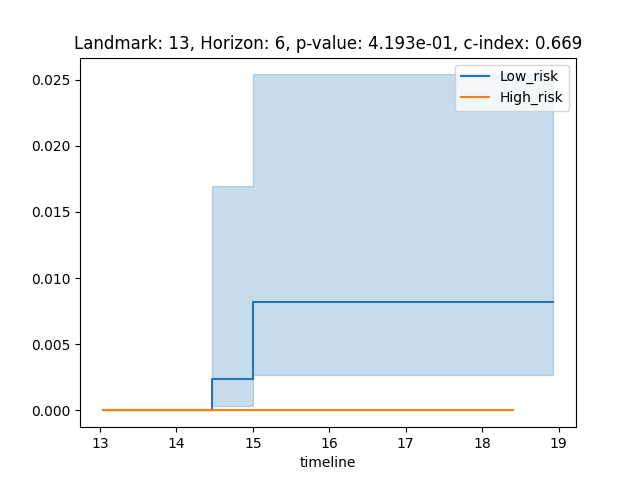 Landmark: 13, Horizon: 6, p-value: 4.193e-01, c-index: 0.669
Low_risk
High_risk
0.025
0.020
0.015
0.010
0.005
0.000
13 14 15 16 17 18 19
timeline